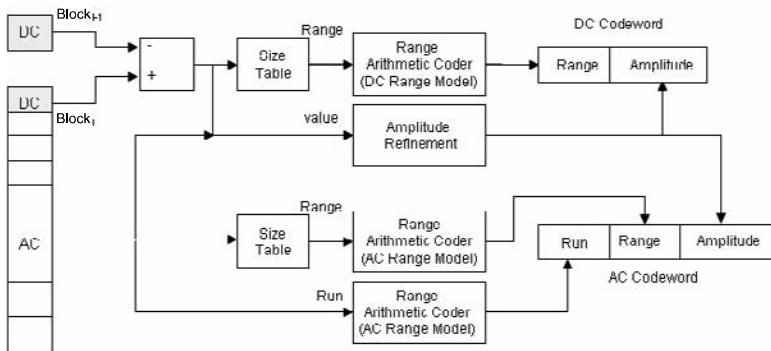 DC
Block
DC
Block
AC
-
+
Size
Table
Range
Range
Arithmetic Coder
(DC Range Model)
DC Codeword
Range
Amplitude
value
Amplitude
Refinement
Size
Table
Range
Range
Arithmetic Coder
(AC Range Model)
Run
Range
Amplitude
AC Codeword
Run
Range
Arithmetic Coder
(AC Range Model)